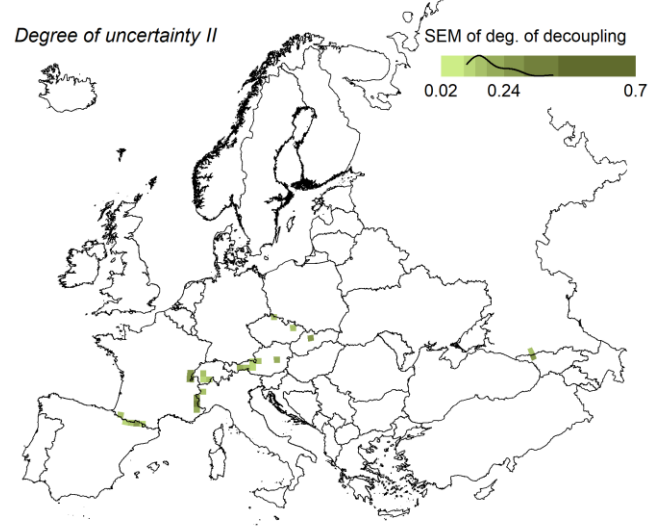 Degree of uncertainty II
SEM of deg. of decoupling
0.02 0.24 0.7